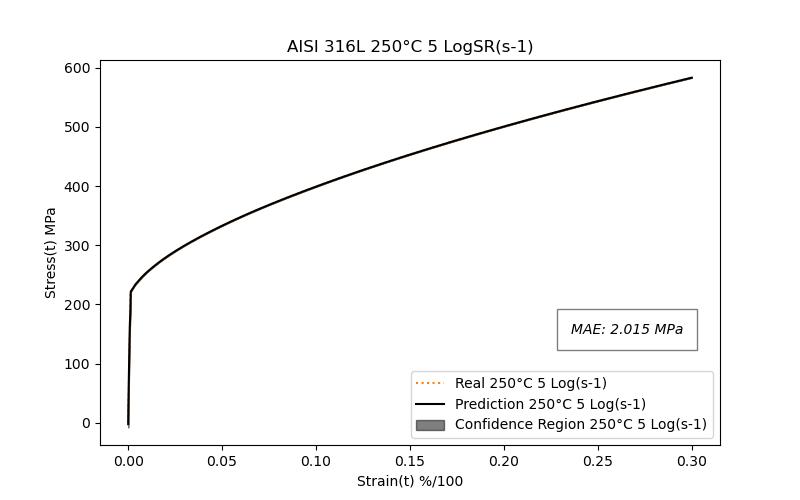 AISI 316L 250°C 5 LogSR(s-1)
600
500
400
300
200
100
0
Stress(t) MPa
MAE: 2.015 MPa
Real 250°C 5 Log(s-1)
Prediction 250°C 5 Log(s-1)
Confidence Region 250°C 5 Log(s-1)
0.00 0.05 0.10 0.15 0.20 0.25 0.30
Strain(t) %/100